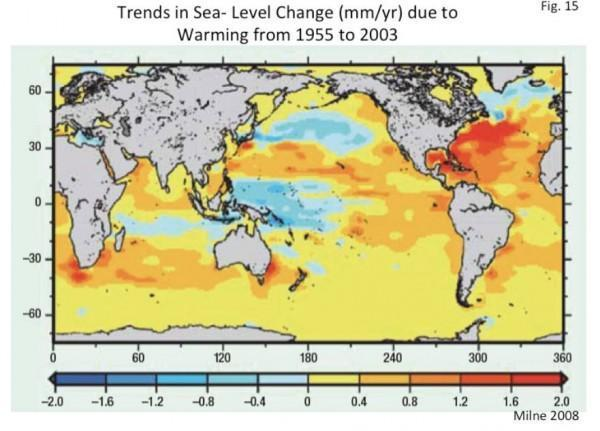 Trends in Sea- Level Change (mm/yr) due to
Warming from 1955 to 2003
Fig. 15
60
30
0
−30
−60
0 60 120 180 240 300 360
-2.0 −1.6 −1.2 −0.8 −0.4 0 0.4 0.8 1.2 1.6 2.0
Milne 2008